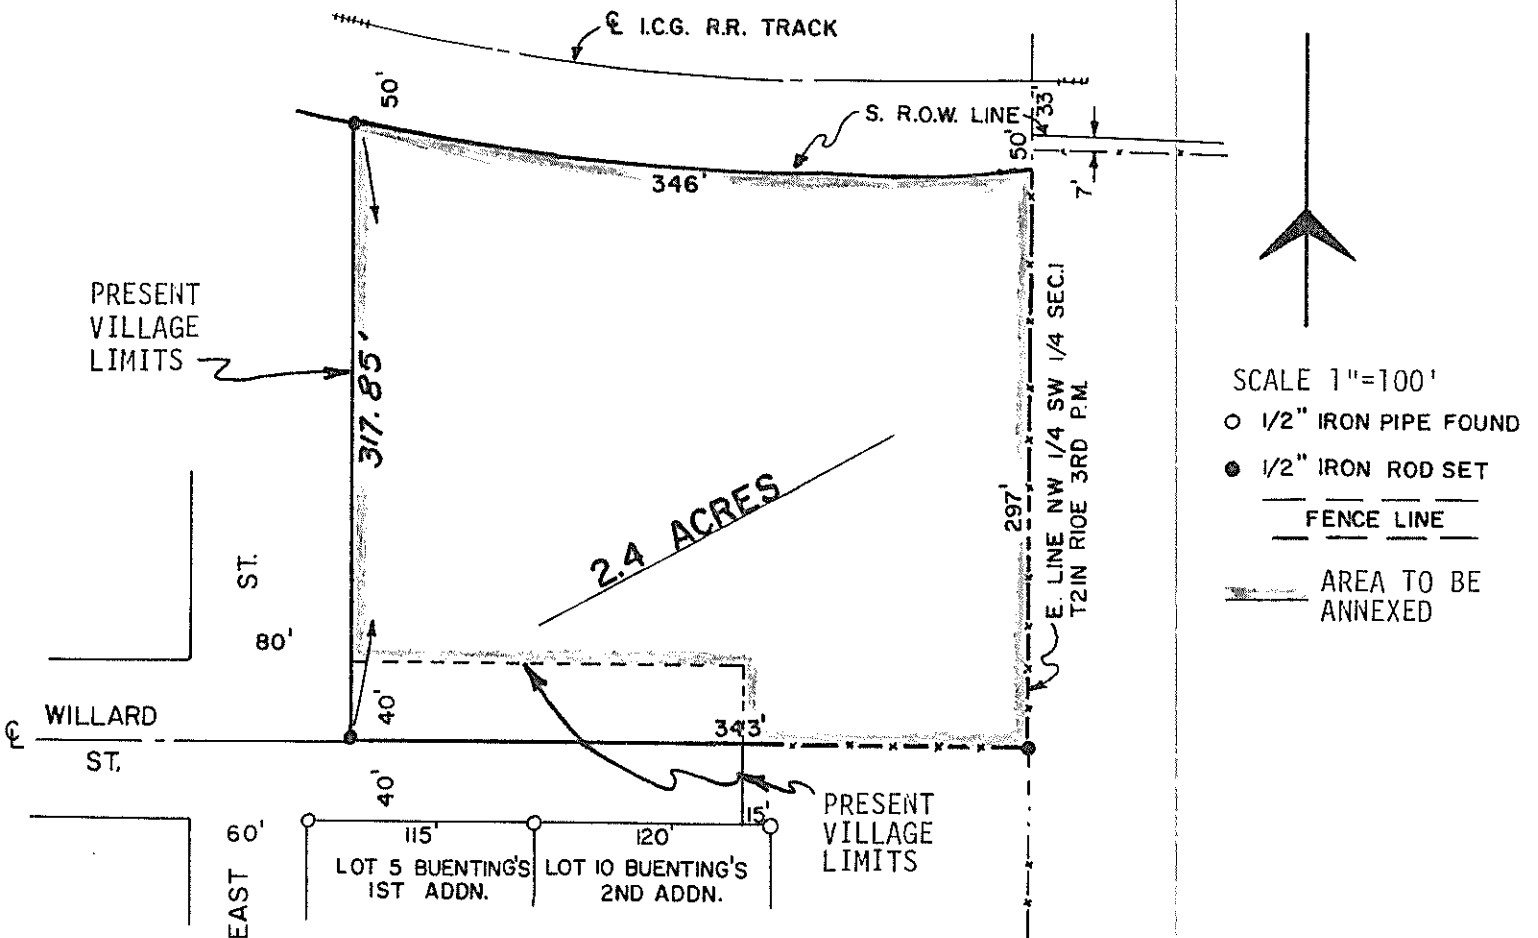 ℄ I.C.G. R.R. TRACK
50'
S. R.O.W. LINE
33'
50'
7'
346'
PRESENT
VILLAGE
LIMITS
317.85'
E. LINE NW 1/4 SW 1/4 SEC.1
T21N R10E 3RD P.M.
297'
2.4 ACRES
SCALE 1"=100'
1/2" IRON PIPE FOUND
1/2" IRON ROD SET
FENCE LINE
AREA TO BE
ANNEXED
ST.
80'
40'
343'
℄ WILLARD
ST.
40'
15'
PRESENT
VILLAGE
LIMITS
60'
115'
120'
LOT 5 BUENTING'S
1ST ADDN.
LOT 10 BUENTING'S
2ND ADDN.
EAST